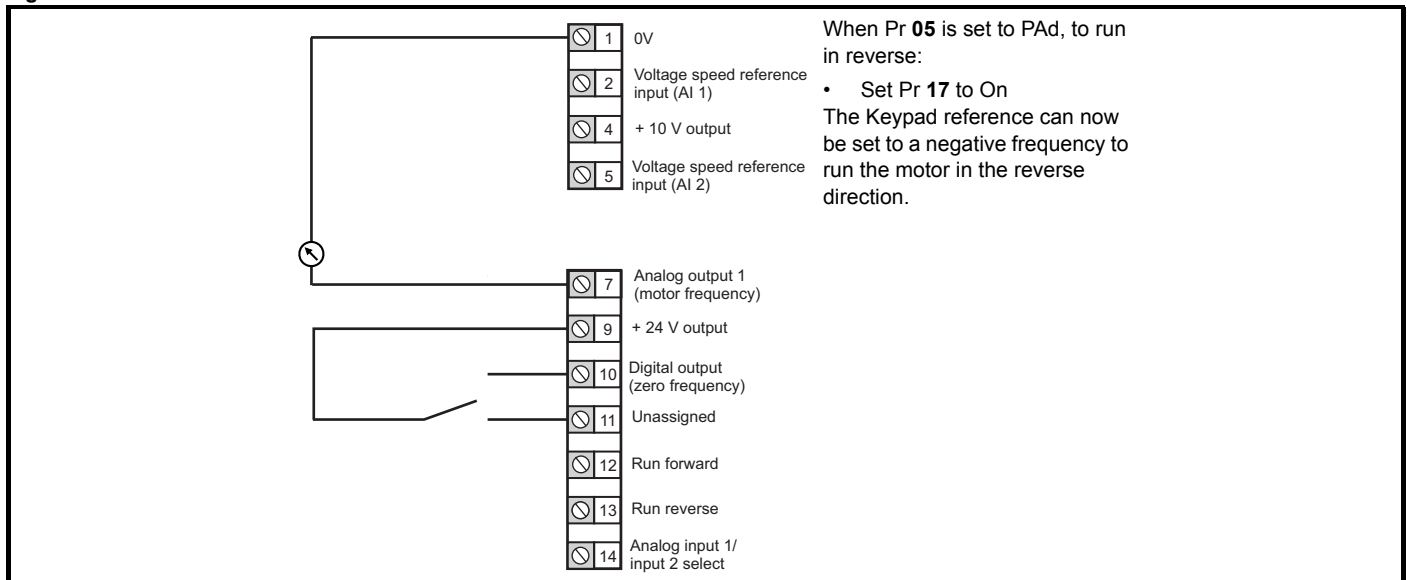 1 0V
2 Voltage speed reference
input (AI 1)
4 + 10 V output
5 Voltage speed reference
input (AI 2)
7 Analog output 1
(motor frequency)
9 + 24 V output
10 Digital output
(zero frequency)
11 Unassigned
12 Run forward
13 Run reverse
14 Analog input 1/
input 2 select
When Pr 05 is set to PAd, to run
in reverse:
• Set Pr 17 to On
The Keypad reference can now
be set to a negative frequency to
run the motor in the reverse
direction.